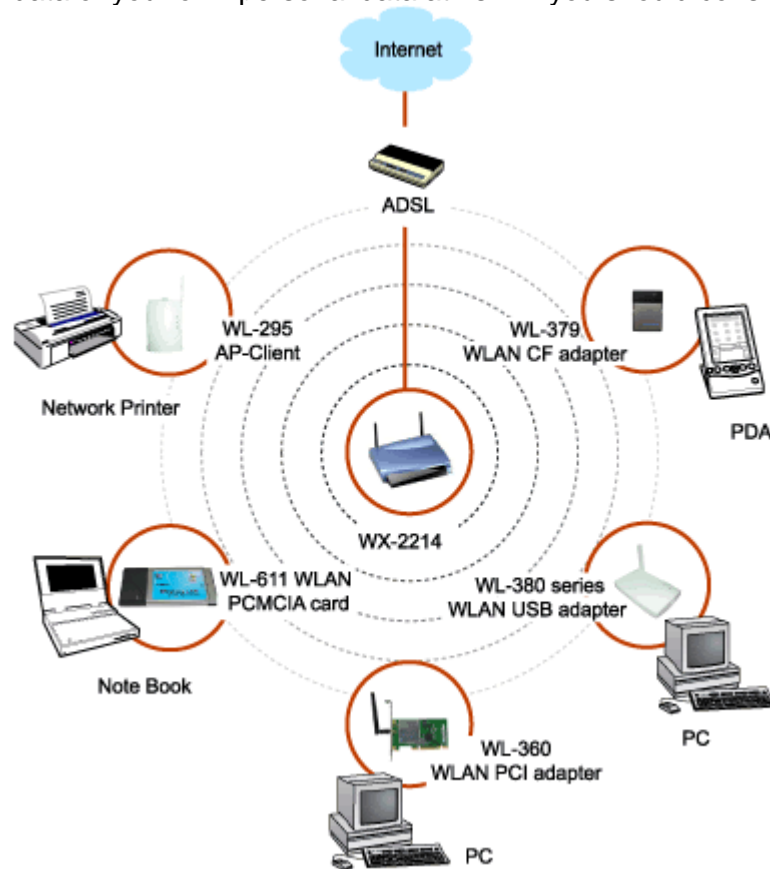 Internet
ADSL
WL-295
AP-Client
WL-379
WLAN CF adapter
Network Printer
PDA
WX-2214
WL-611 WLAN
PCMCIA card
WL-380 series
WLAN USB adapter
Note Book
PC
WL-360
WLAN PCI adapter
PC